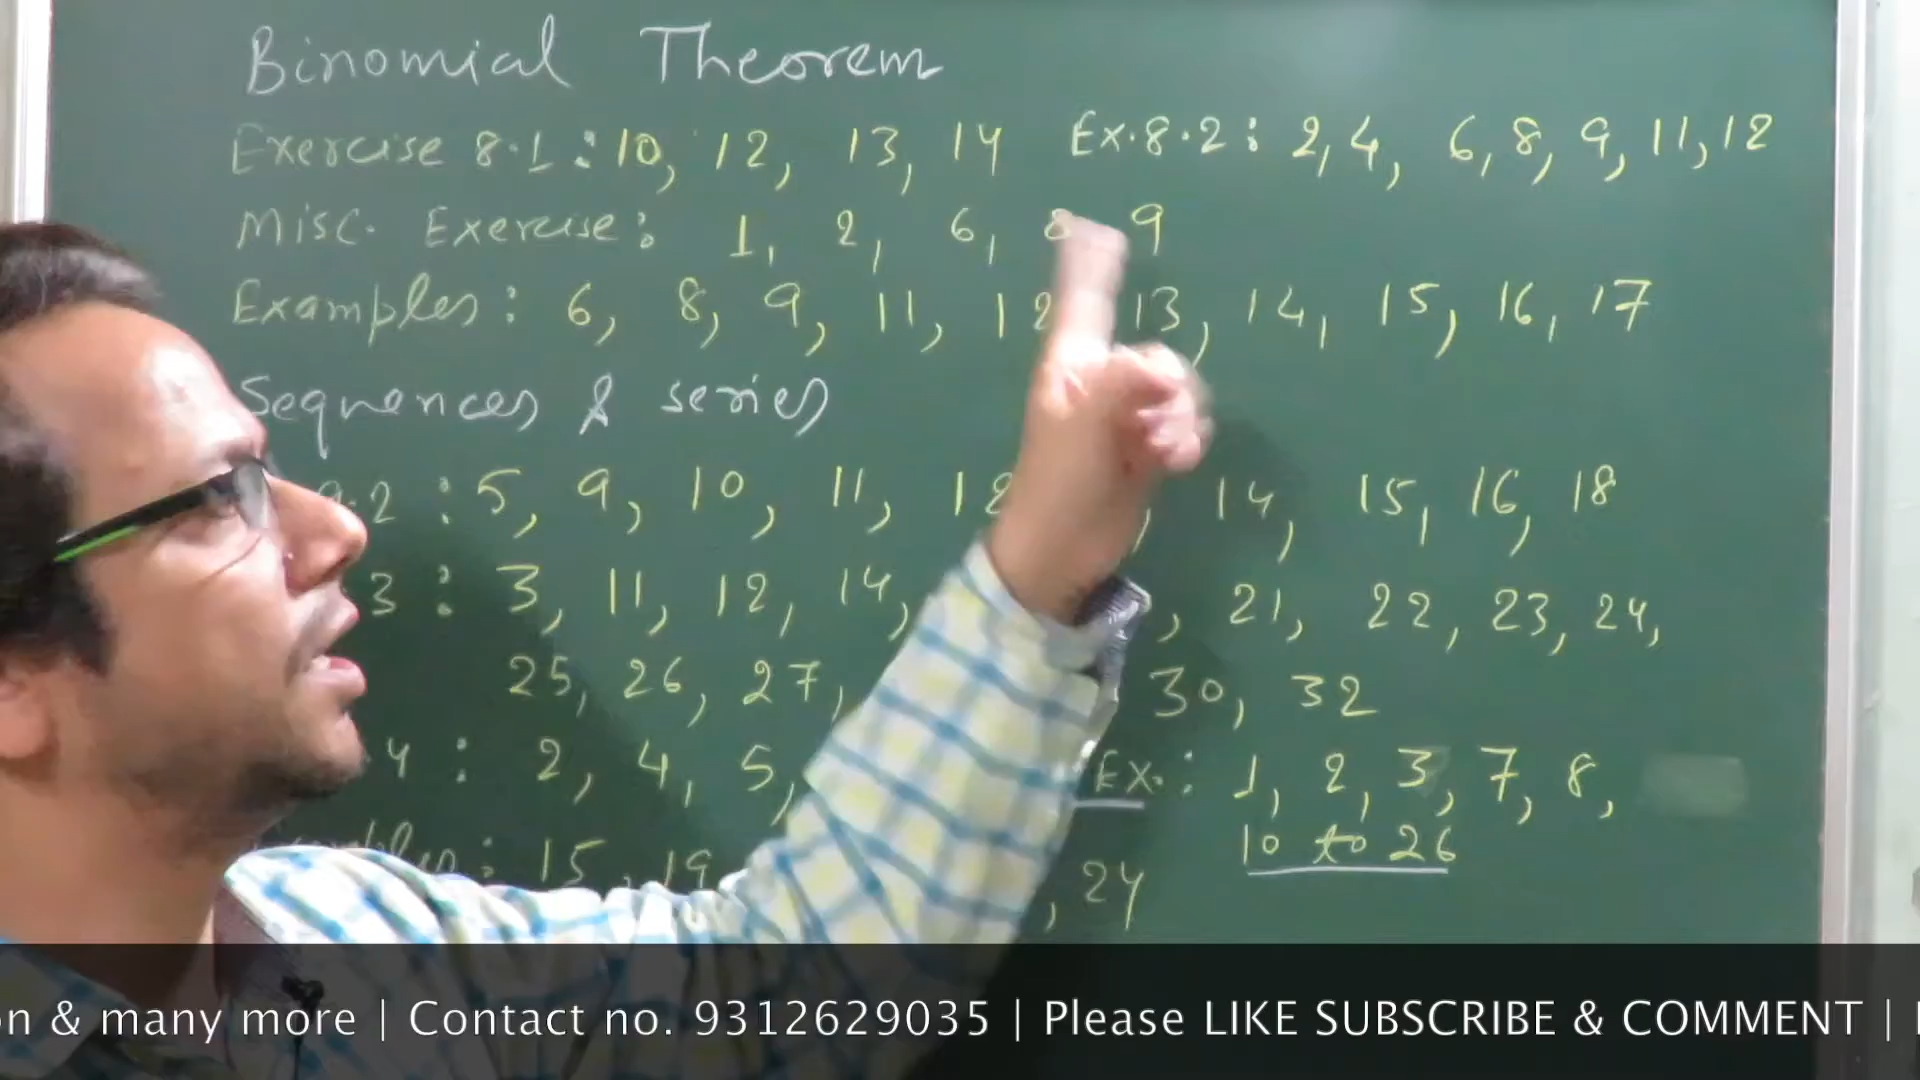 Binomial Theorem
Exercise 8.1 : 10, 12, 13, 14 Ex.8.2 : 2,4, 6,8, 9, 11,12
Misc. Exercise : 1, 2, 6, 8 9
Examples : 6, 8, 9, 11, 12 13, 14, 15, 16, 17
Sequences & series
.2 : 5, 9, 10, 11, 12 , 14, 15, 16, 18
3 : 3, 11, 12, 14, , 21, 22, 23, 24,
25, 26, 27, 30, 32
4 : 2, 4, 5, EX. : 1, 2, 3, 7, 8,
10 to 26
: 15, 19 , 24
& many more | Contact no. 9312629035 | Please LIKE SUBSCRIBE & COMMENT |